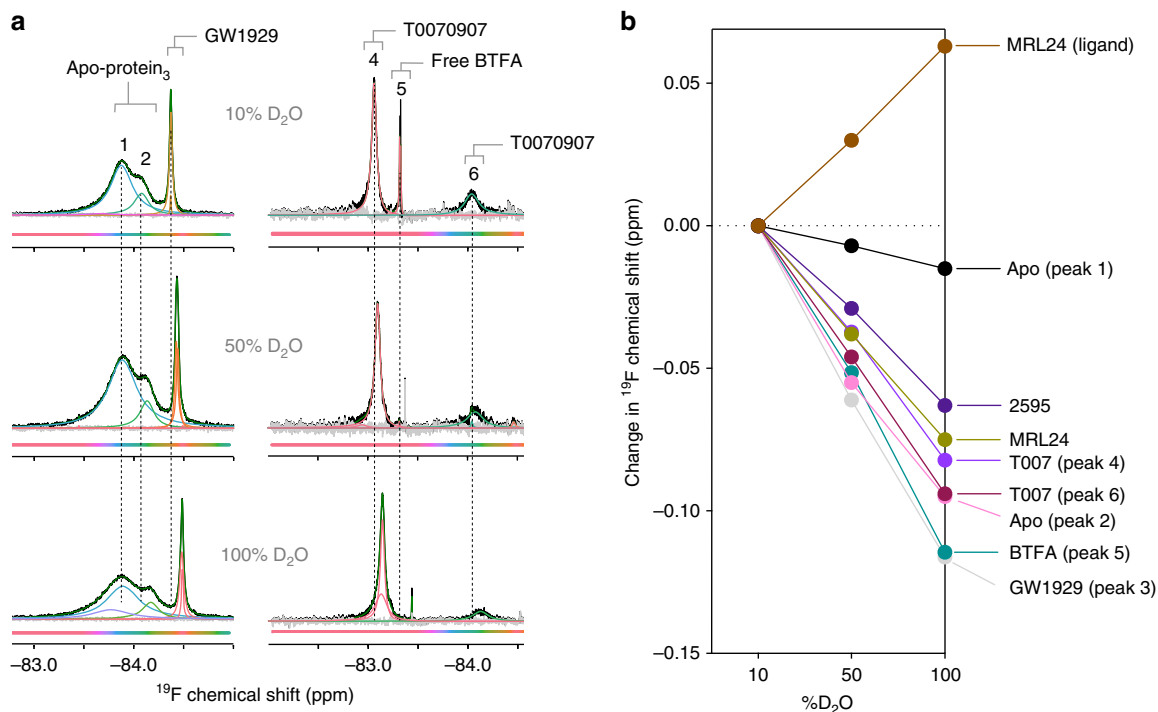 a
GW1929
Apo-protein
3
1
2
10% D₂O
50% D₂O
100% D₂O
T0070907
4
Free BTFA
5
T0070907
6
–83.0
–84.0
–83.0
–84.0
¹⁹F chemical shift (ppm)
b
Change in ¹⁹F chemical shift (ppm)
0.05
0.00
–0.05
–0.10
–0.15
10
50
100
%D₂O
MRL24 (ligand)
Apo (peak 1)
2595
MRL24
T007 (peak 4)
T007 (peak 6)
Apo (peak 2)
BTFA (peak 5)
GW1929 (peak 3)